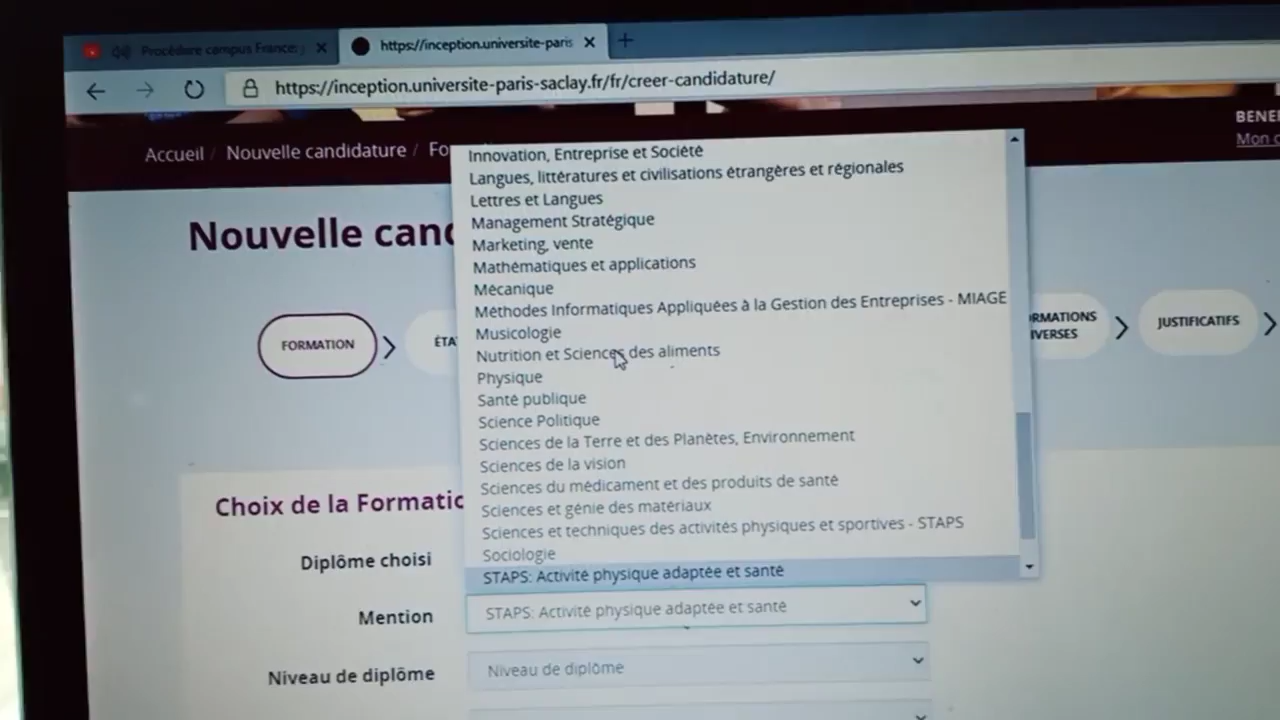 Procédure campus France:
https://inception.universite-paris
https://inception.universite-paris-saclay.fr/fr/creer-candidature/
Accueil / Nouvelle candidature / Fo
BENE
Mon c
Nouvelle canc
FORMATION
ÉTA
RMATIONS
IVERSES
JUSTIFICATIFS
Innovation, Entreprise et Société
Langues, littératures et civilisations étrangères et régionales
Lettres et Langues
Management Stratégique
Marketing, vente
Mathématiques et applications
Mécanique
Méthodes Informatiques Appliquées à la Gestion des Entreprises - MIAGE
Musicologie
Nutrition et Sciences des aliments
Physique
Santé publique
Science Politique
Sciences de la Terre et des Planètes, Environnement
Sciences de la vision
Sciences du médicament et des produits de santé
Sciences et génie des matériaux
Sciences et techniques des activités physiques et sportives - STAPS
Sociologie
STAPS: Activité physique adaptée et santé
Choix de la Formatic
Diplôme choisi
Mention
STAPS: Activité physique adaptée et santé
Niveau de diplôme
Niveau de diplôme